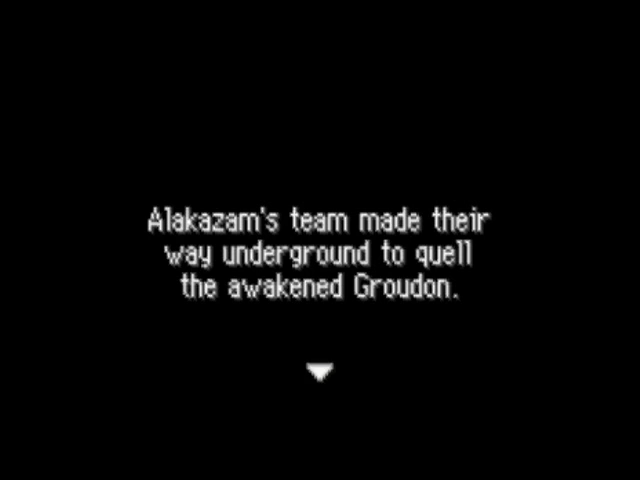 Alakazam's team made their
way underground to quell
the awakened Groudon.